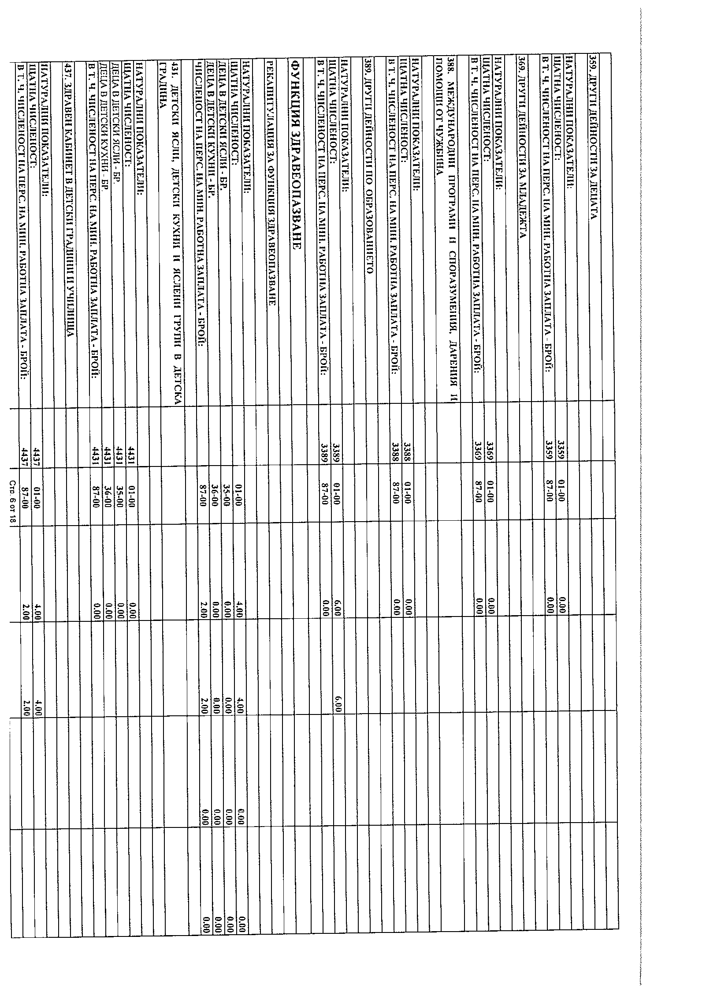 359. ДРУГИ ДЕЙНОСТИ ЗА ДЕЦАТА
НАТУРАЛНИ ПОКАЗАТЕЛИ:
ЩАТНА ЧИСЛЕНОСТ: 3359 01-00 0.00
В Т. Ч. ЧИСЛЕНОСТ НА ПЕРС. НА МИН. РАБОТНА ЗАПЛАТА - БРОЙ: 3359 87-00 0.00
369. ДРУГИ ДЕЙНОСТИ ЗА МЛАДЕЖТА
НАТУРАЛНИ ПОКАЗАТЕЛИ:
ЩАТНА ЧИСЛЕНОСТ: 3369 01-00 0.00
В Т. Ч. ЧИСЛЕНОСТ НА ПЕРС. НА МИН. РАБОТНА ЗАПЛАТА - БРОЙ: 3369 87-00 0.00
388. МЕЖДУНАРОДНИ ПРОГРАМИ И СПОРАЗУМЕНИЯ, ДАРЕНИЯ И
ПОМОЩИ ОТ ЧУЖБИНА
НАТУРАЛНИ ПОКАЗАТЕЛИ:
ЩАТНА ЧИСЛЕНОСТ: 3388 01-00 0.00
В Т. Ч. ЧИСЛЕНОСТ НА ПЕРС. НА МИН. РАБОТНА ЗАПЛАТА - БРОЙ: 3388 87-00 0.00
389. ДРУГИ ДЕЙНОСТИ ПО ОБРАЗОВАНИЕТО
НАТУРАЛНИ ПОКАЗАТЕЛИ:
ЩАТНА ЧИСЛЕНОСТ: 3389 01-00 6.00 6.00
В Т. Ч. ЧИСЛЕНОСТ НА ПЕРС. НА МИН. РАБОТНА ЗАПЛАТА - БРОЙ: 3389 87-00 0.00
ФУНКЦИЯ ЗДРАВЕОПАЗВАНЕ
РЕКАПИТУЛАЦИЯ ЗА ФУНКЦИЯ ЗДРАВЕОПАЗВАНЕ
НАТУРАЛНИ ПОКАЗАТЕЛИ:
ЩАТНА ЧИСЛЕНОСТ: 01-00 4.00 4.00 0.00 0.00
ДЕЦА В ДЕТСКИ ЯСЛИ - БР. 35-00 0.00 0.00 0.00 0.00
ДЕЦА В ДЕТСКИ КУХНИ - БР. 36-00 0.00 0.00 0.00 0.00
ЧИСЛЕНОСТ НА ПЕРС. НА МИН. РАБОТНА ЗАПЛАТА - БРОЙ: 87-00 2.00 2.00 0.00 0.00
431. ДЕТСКИ ЯСЛИ, ДЕТСКИ КУХНИ И ЯСЛЕНИ ГРУПИ В ДЕТСКА
ГРАДИНА
НАТУРАЛНИ ПОКАЗАТЕЛИ:
ЩАТНА ЧИСЛЕНОСТ: 4431 01-00 0.00
ДЕЦА В ДЕТСКИ ЯСЛИ - БР. 4431 35-00 0.00
ДЕЦА В ДЕТСКИ КУХНИ - БР. 4431 36-00 0.00
В Т. Ч. ЧИСЛЕНОСТ НА ПЕРС. НА МИН. РАБОТНА ЗАПЛАТА - БРОЙ: 4431 87-00 0.00
437. ЗДРАВЕН КАБИНЕТ В ДЕТСКИ ГРАДИНИ И УЧИЛИЩА
НАТУРАЛНИ ПОКАЗАТЕЛИ:
ЩАТНА ЧИСЛЕНОСТ: 4437 01-00 4.00 4.00
В Т. Ч. ЧИСЛЕНОСТ НА ПЕРС. НА МИН. РАБОТНА ЗАПЛАТА - БРОЙ: 4437 87-00 2.00 2.00
Стр. 6 от 18